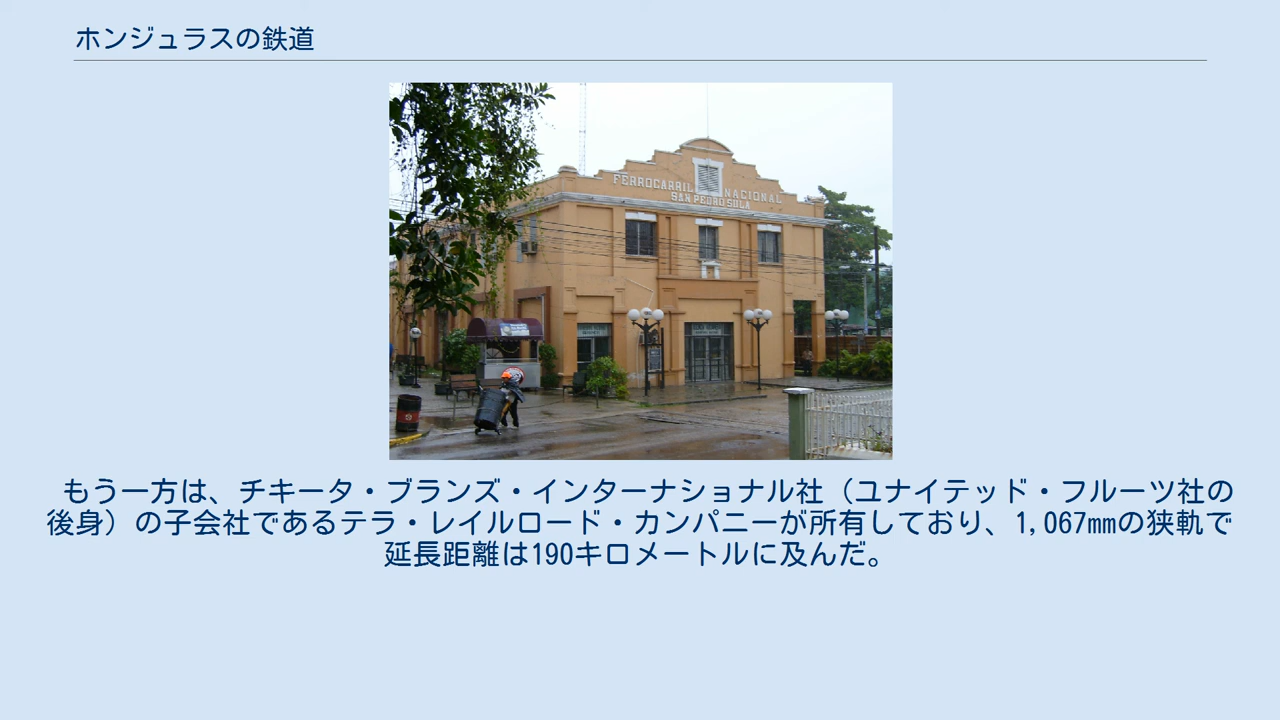 ホンジュラスの鉄道
FERROCARRIL NACIONAL
SAN PEDRO SULA
もう一方は、チキータ・ブランズ・インターナショナル社（ユナイテッド・フルーツ社の
後身）の子会社であるテラ・レイルロード・カンパニーが所有しており、1,067mmの狭軌で
延長距離は190キロメートルに及んだ。